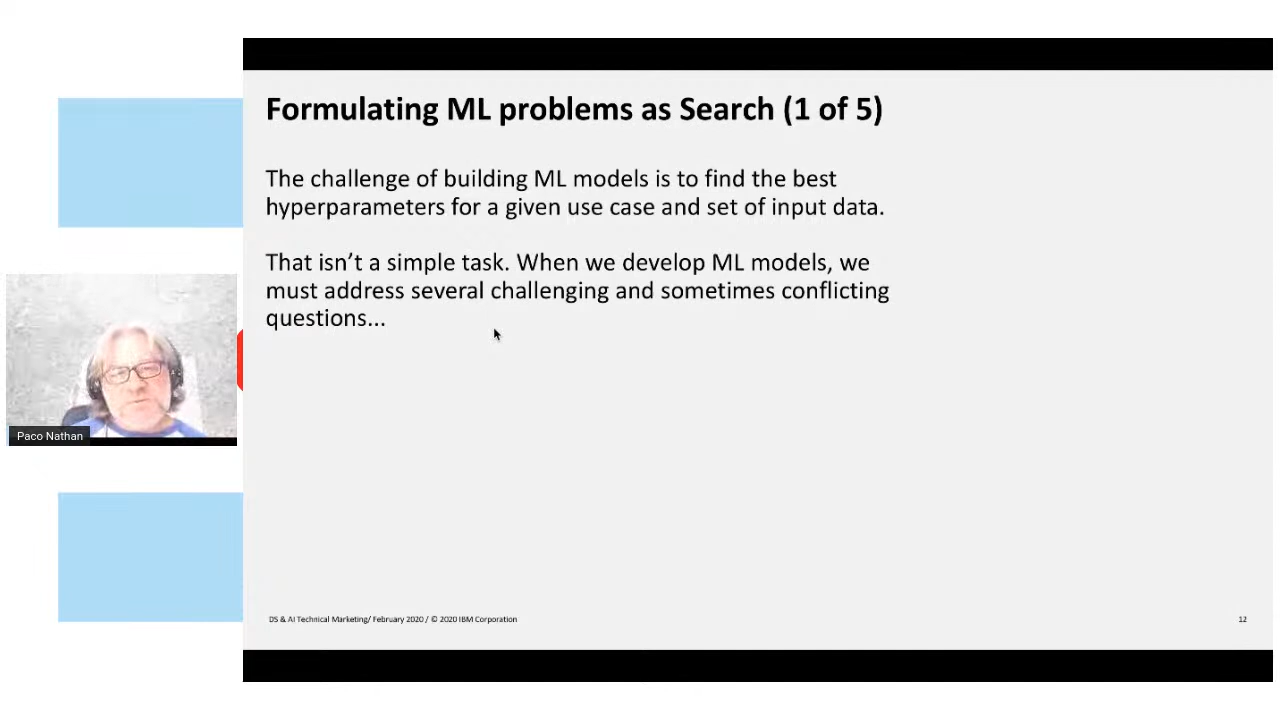 Formulating ML problems as Search (1 of 5)
The challenge of building ML models is to find the best
hyperparameters for a given use case and set of input data.
That isn’t a simple task. When we develop ML models, we
must address several challenging and sometimes conflicting
questions...
Paco Nathan
DS & AI Technical Marketing/ February 2020 / © 2020 IBM Corporation
12